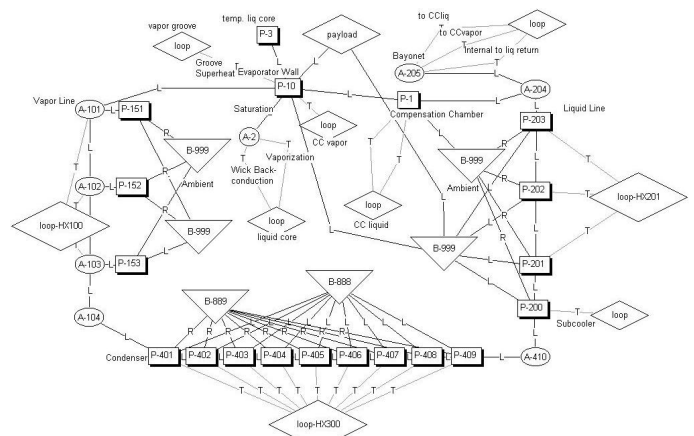 to CCliq
loop
to CCvapor
Internal to liq return
Bayonet
A-205
A-204
vapor groove
loop
temp. liq core
P-3
payload
Groove
Superheat
Evaporator Wall
P-10
P-1
Compensation Chamber
Vapor Line
A-101
P-151
Saturation
A-2
loop
CC vapor
Liquid Line
P-203
B-999
Wick Back-
conduction
Vaporization
B-999
A-102
P-152
Ambient
Ambient
P-202
loop-HX201
loop-HX100
B-999
loop
liquid core
loop
CC liquid
B-999
A-103
P-153
P-201
A-104
B-889
B-888
P-200
Subcooler
loop
Condenser
P-401
P-402
P-403
P-404
P-405
P-406
P-407
P-408
P-409
A-410
loop-HX300
L
R
T